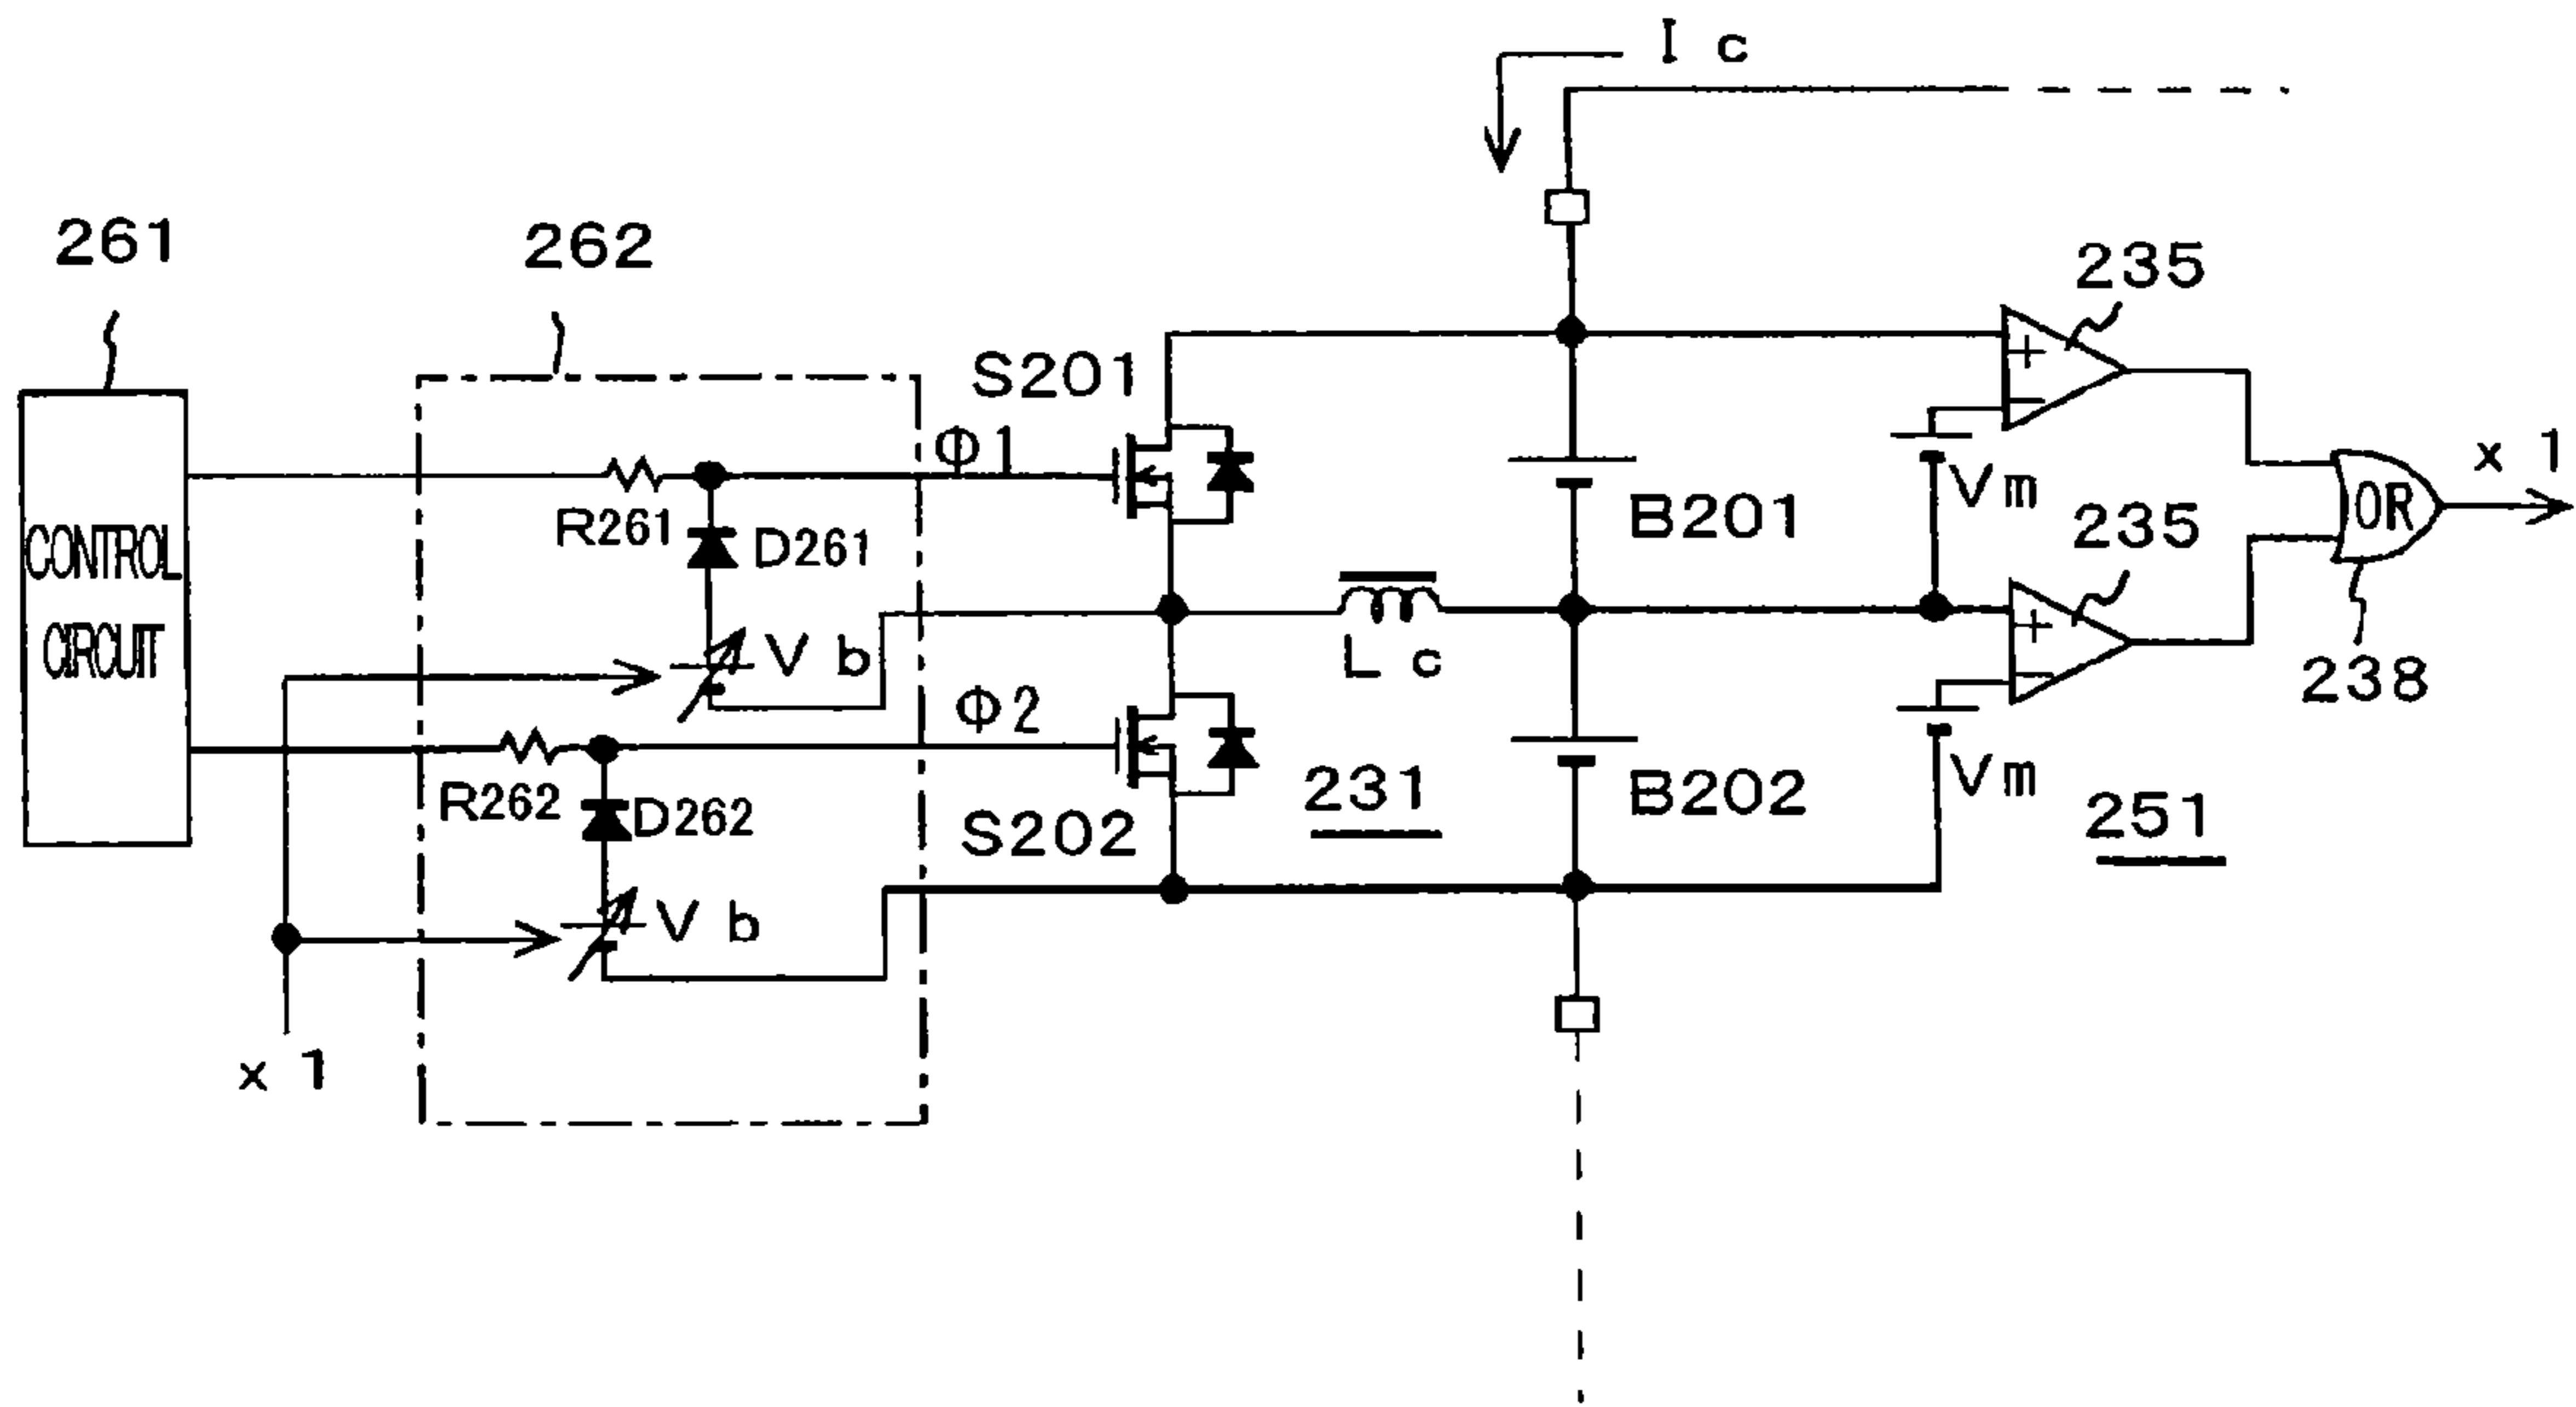 I c
261
262
235
S201
Φ1
x 1
Vm
R261
D261
B201
235
OR
CONTROL
CIRCUIT
V b
L c
238
Φ2
R262
D262
231
B202
Vm
251
S202
V b
x 1
+
−
+
−